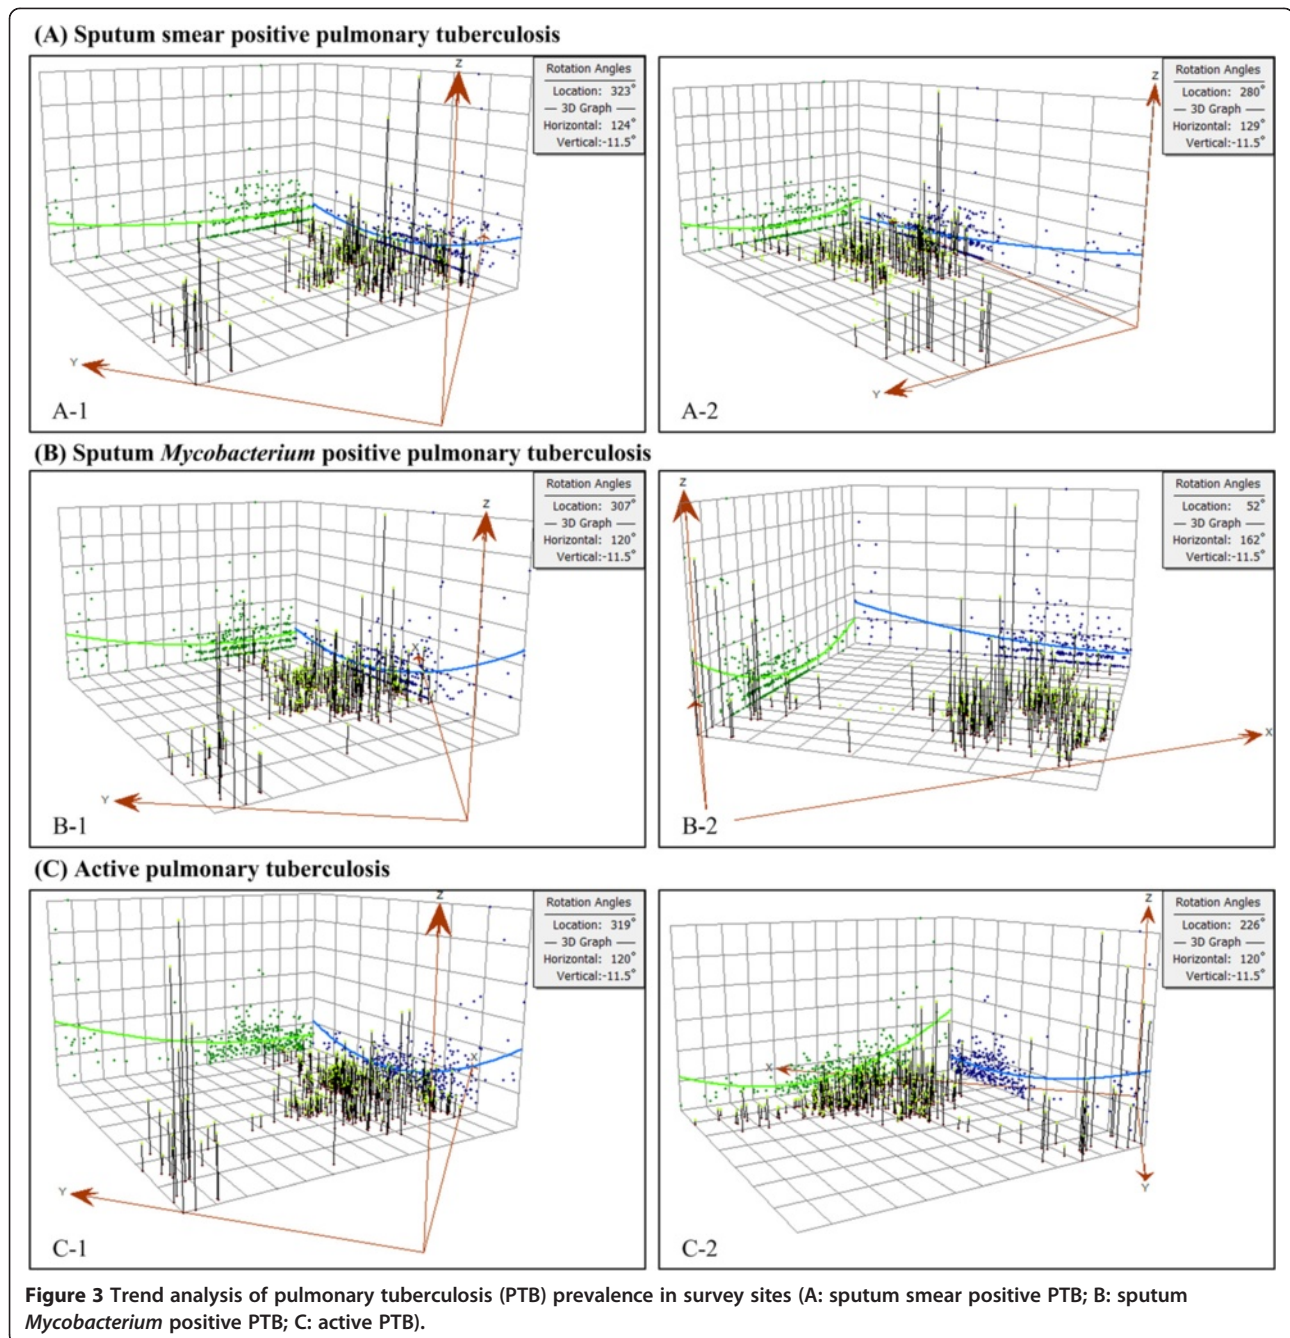 (A) Sputum smear positive pulmonary tuberculosis
Z
Rotation Angles
Location: 323°
— 3D Graph —
Horizontal: 124°
Vertical:-11.5°
Y
A-1
Z
Rotation Angles
Location: 280°
— 3D Graph —
Horizontal: 129°
Vertical:-11.5°
Y
A-2
(B) Sputum Mycobacterium positive pulmonary tuberculosis
Z
Rotation Angles
Location: 307°
— 3D Graph —
Horizontal: 120°
Vertical:-11.5°
X
Y
B-1
Z
Rotation Angles
Location: 52°
— 3D Graph —
Horizontal: 162°
Vertical:-11.5°
Y
X
B-2
(C) Active pulmonary tuberculosis
Z
Rotation Angles
Location: 319°
— 3D Graph —
Horizontal: 120°
Vertical:-11.5°
X
Y
C-1
Z
Rotation Angles
Location: 226°
— 3D Graph —
Horizontal: 120°
Vertical:-11.5°
X
Y
C-2
Figure 3 Trend analysis of pulmonary tuberculosis (PTB) prevalence in survey sites (A: sputum smear positive PTB; B: sputum
Mycobacterium positive PTB; C: active PTB).